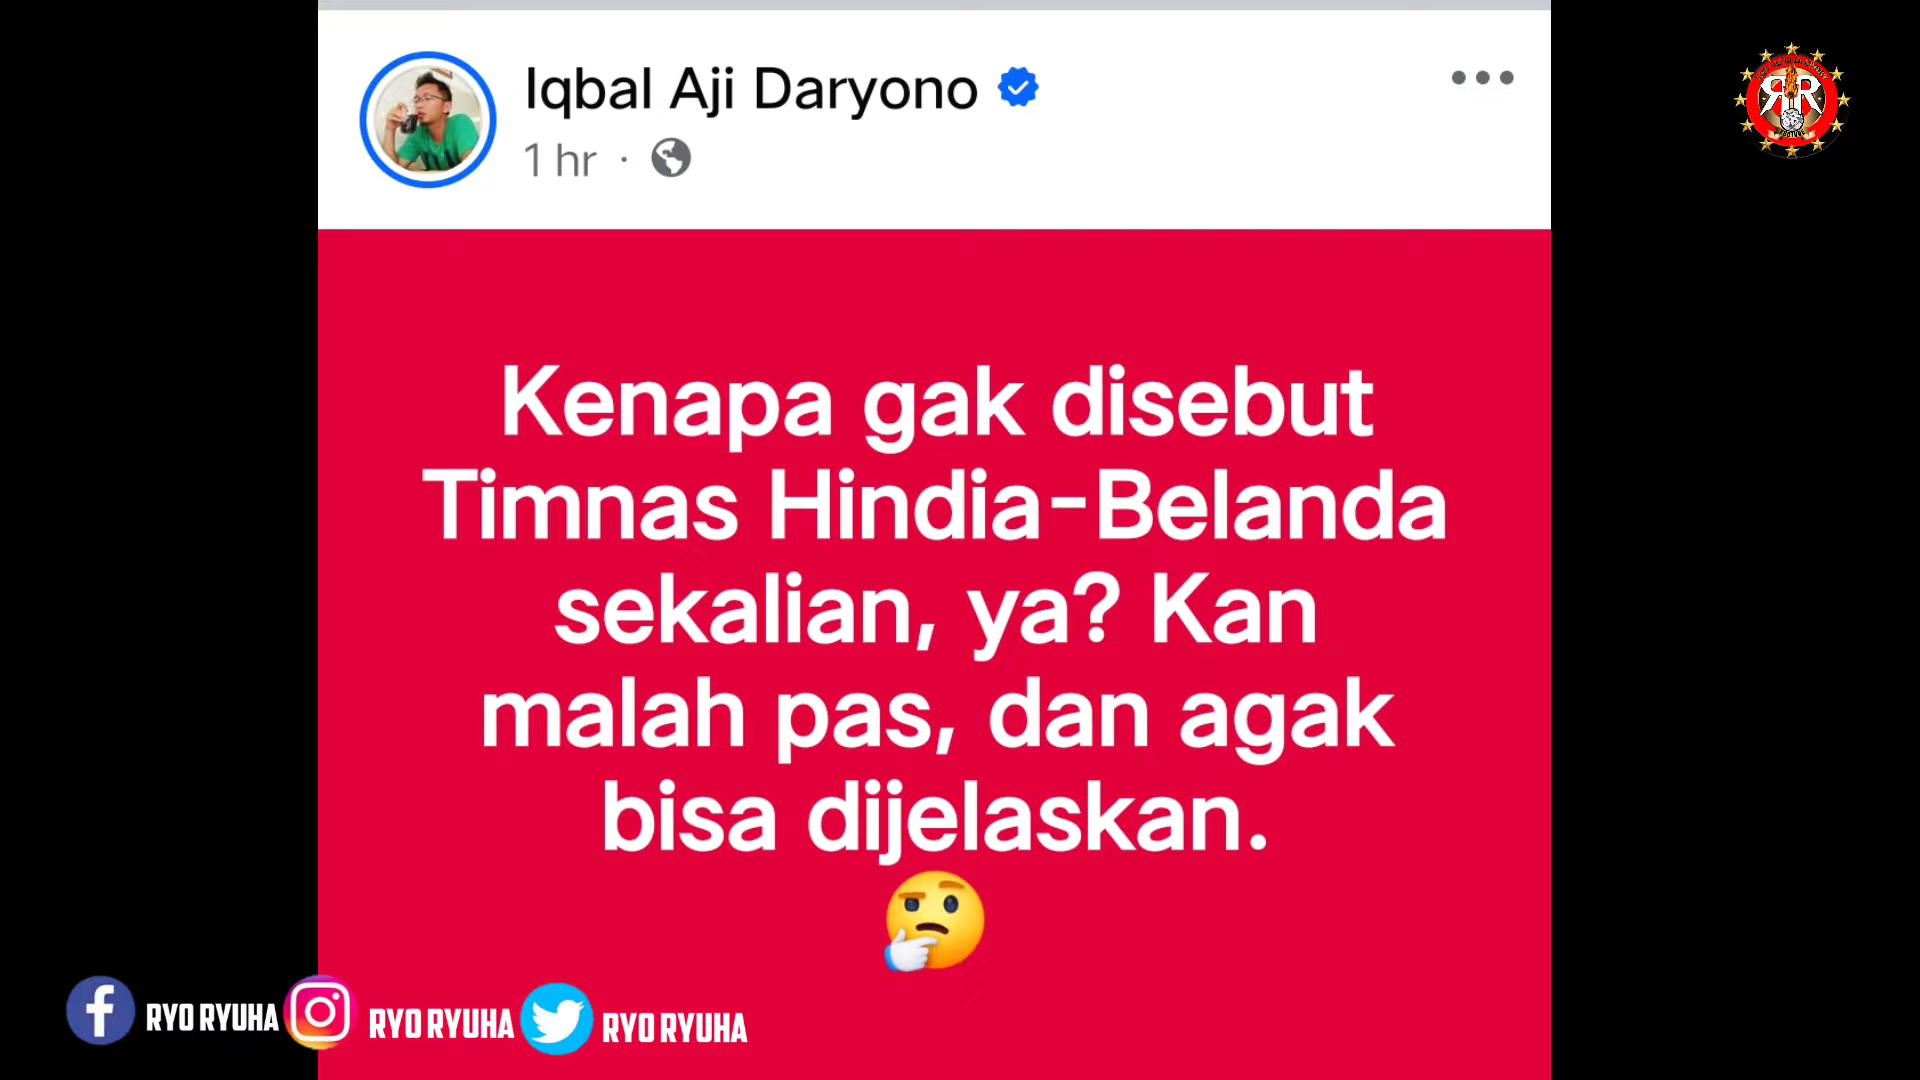 Iqbal Aji Daryono
1 hr ·
Kenapa gak disebut
Timnas Hindia-Belanda
sekalian, ya? Kan
malah pas, dan agak
bisa dijelaskan.
RYO RYUHA
RYO RYUHA
RYO RYUHA